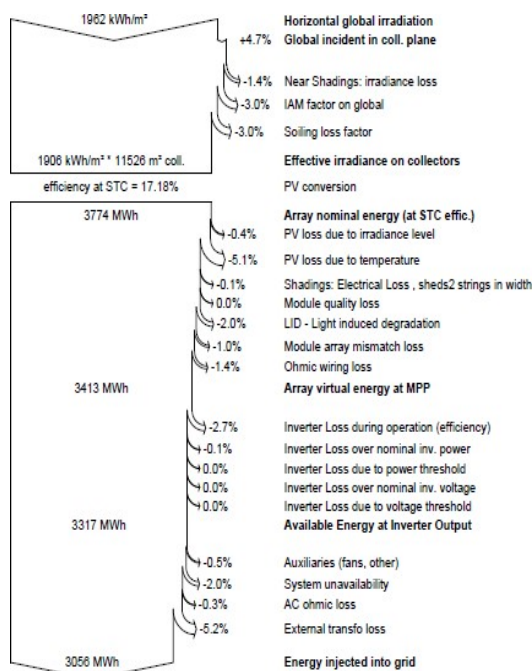 1962 kWh/m² Horizontal global irradiation
+4.7% Global incident in coll. plane
-1.4% Near Shadings: irradiance loss
-3.0% IAM factor on global
-3.0% Soiling loss factor
1906 kWh/m² * 11526 m² coll. Effective irradiance on collectors
efficiency at STC = 17.18% PV conversion
3774 MWh Array nominal energy (at STC effic.)
-0.4% PV loss due to irradiance level
-5.1% PV loss due to temperature
-0.1% Shadings: Electrical Loss , sheds2 strings in width
0.0% Module quality loss
-2.0% LID - Light induced degradation
-1.0% Module array mismatch loss
-1.4% Ohmic wiring loss
3413 MWh Array virtual energy at MPP
-2.7% Inverter Loss during operation (efficiency)
-0.1% Inverter Loss over nominal inv. power
0.0% Inverter Loss due to power threshold
0.0% Inverter Loss over nominal inv. voltage
0.0% Inverter Loss due to voltage threshold
3317 MWh Available Energy at Inverter Output
-0.5% Auxiliaries (fans, other)
-2.0% System unavailability
-0.3% AC ohmic loss
-5.2% External transfo loss
3056 MWh Energy injected into grid